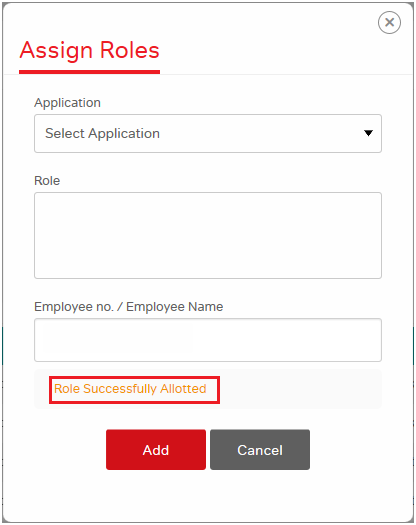 Assign Roles
Application
Select Application
Role
Employee no. / Employee Name
Role Successfully Allotted
Add
Cancel